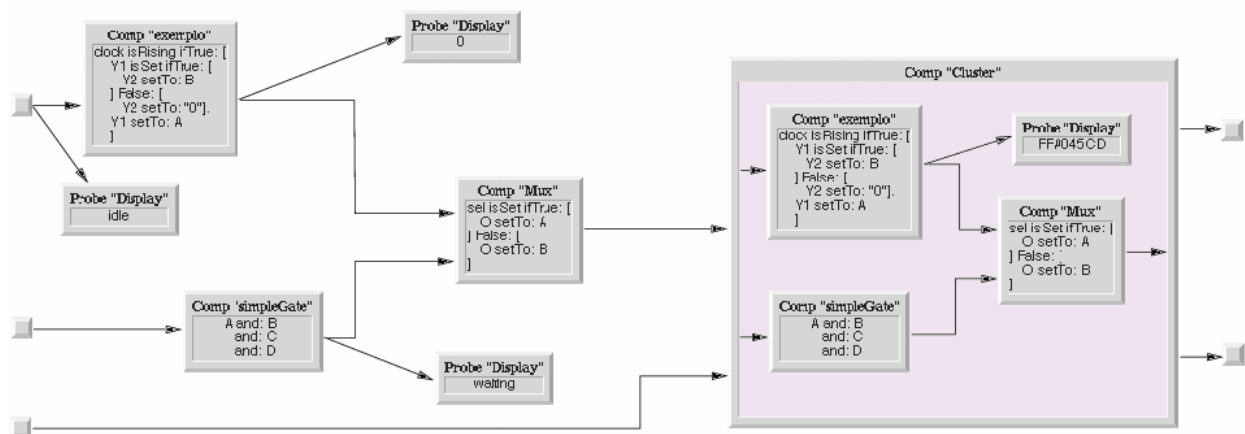 Comp "exemplo"
clock isRising ifTrue: [
Y1 isSet ifTrue: [
Y2 setTo: B
] False: [
Y2 setTo: "0"].
Y1 setTo: A
]
Probe "Display"
0
Probe "Display"
idle
Comp "Mux"
sel isSet ifTrue: [
O setTo: A
] False: [
O setTo: B
]
Comp "simpleGate"
A and: B
and: C
and: D
Probe "Display"
waiting
Comp "Cluster"
Comp "exemplo"
clock isRising ifTrue: [
Y1 isSet ifTrue: [
Y2 setTo: B
] False: [
Y2 setTo: "0"].
Y1 setTo: A
]
Probe "Display"
FFA045CD
Comp "Mux"
sel isSet ifTrue: [
O setTo: A
] False: [
O setTo: B
]
Comp "simpleGate"
A and: B
and: C
and: D